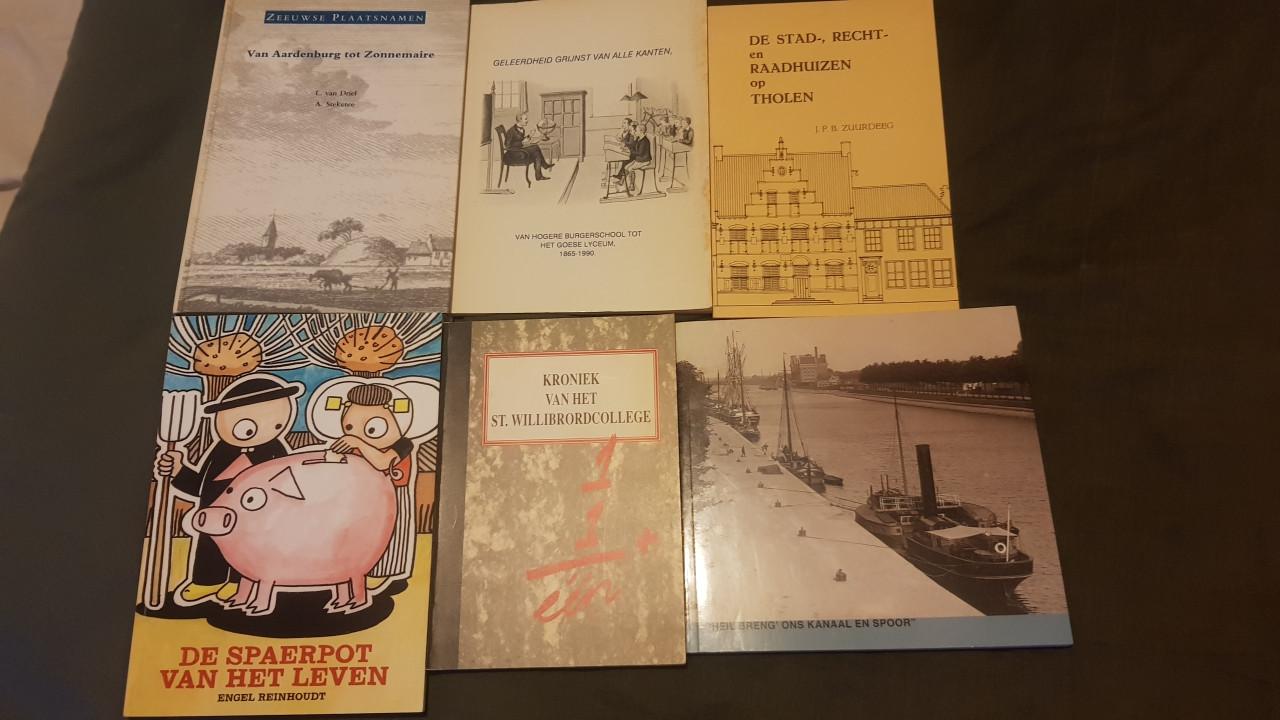 ZEEUWSE PLAATSNAMEN
Van Aardenburg tot Zonnemaire
L. van Driel
A. Steketee
GELEERDHEID GRIJNST VAN ALLE KANTEN,
VAN HOGERE BURGERSCHOOL TOT
HET GOESE LYCEUM,
1865-1990.
DE STAD-, RECHT-
en
RAADHUIZEN
op
THOLEN
J. P. B. ZUURDEEG
DE SPAERPOT
VAN HET LEVEN
ENGEL REINHOUDT
KRONIEK
VAN HET
ST. WILLIBRORDCOLLEGE
één
"HEIL BRENG' ONS KANAAL EN SPOOR"